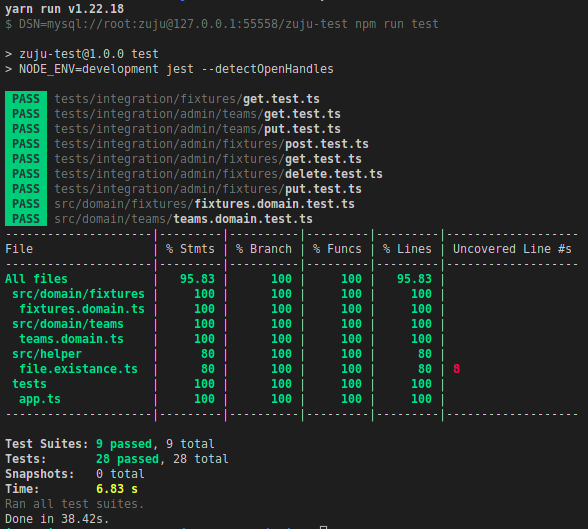 yarn run v1.22.18
$ DSN=mysql://root:zuju@127.0.0.1:55558/zuju-test npm run test
> zuju-test@1.0.0 test
> NODE_ENV=development jest --detectOpenHandles
PASS tests/integration/fixtures/get.test.ts
PASS tests/integration/admin/teams/get.test.ts
PASS tests/integration/admin/teams/put.test.ts
PASS tests/integration/admin/fixtures/post.test.ts
PASS tests/integration/admin/fixtures/get.test.ts
PASS tests/integration/admin/fixtures/delete.test.ts
PASS tests/integration/admin/fixtures/put.test.ts
PASS src/domain/fixtures/fixtures.domain.test.ts
PASS src/domain/teams/teams.domain.test.ts
---------------------|---------|----------|---------|---------|-------------------
File | % Stmts | % Branch | % Funcs | % Lines | Uncovered Line #s
---------------------|---------|----------|---------|---------|-------------------
All files | 95.83 | 100 | 100 | 95.83 |
src/domain/fixtures | 100 | 100 | 100 | 100 |
fixtures.domain.ts | 100 | 100 | 100 | 100 |
src/domain/teams | 100 | 100 | 100 | 100 |
teams.domain.ts | 100 | 100 | 100 | 100 |
src/helper | 80 | 100 | 100 | 80 |
file.existance.ts | 80 | 100 | 100 | 80 | 8
tests | 100 | 100 | 100 | 100 |
app.ts | 100 | 100 | 100 | 100 |
---------------------|---------|----------|---------|---------|-------------------
Test Suites: 9 passed, 9 total
Tests: 28 passed, 28 total
Snapshots: 0 total
Time: 6.83 s
Ran all test suites.
Done in 38.42s.